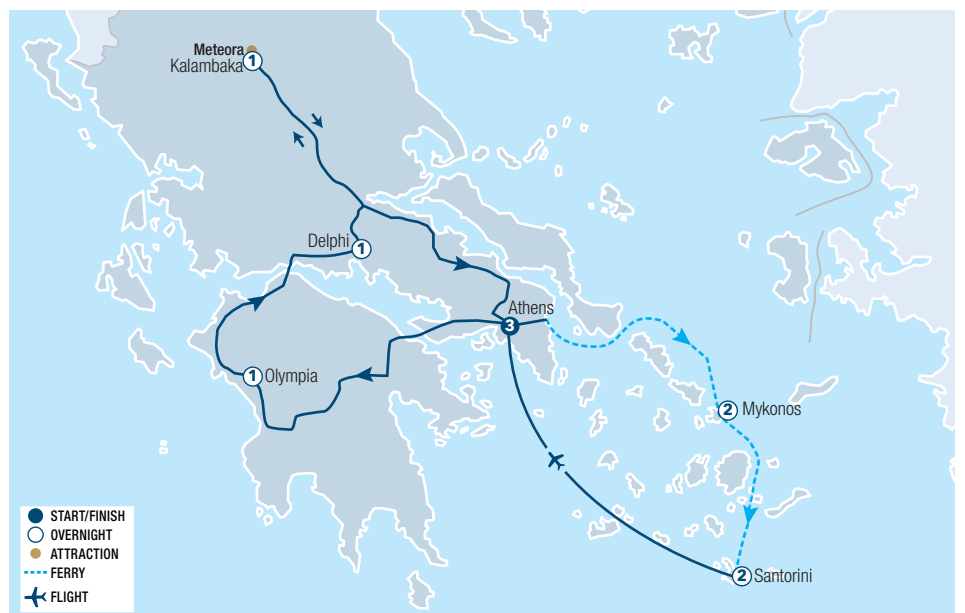 Meteora
Kalambaka
1
Delphi
1
Athens
3
1
Olympia
2
Mykonos
2
Santorini
START/FINISH
OVERNIGHT
ATTRACTION
FERRY
FLIGHT